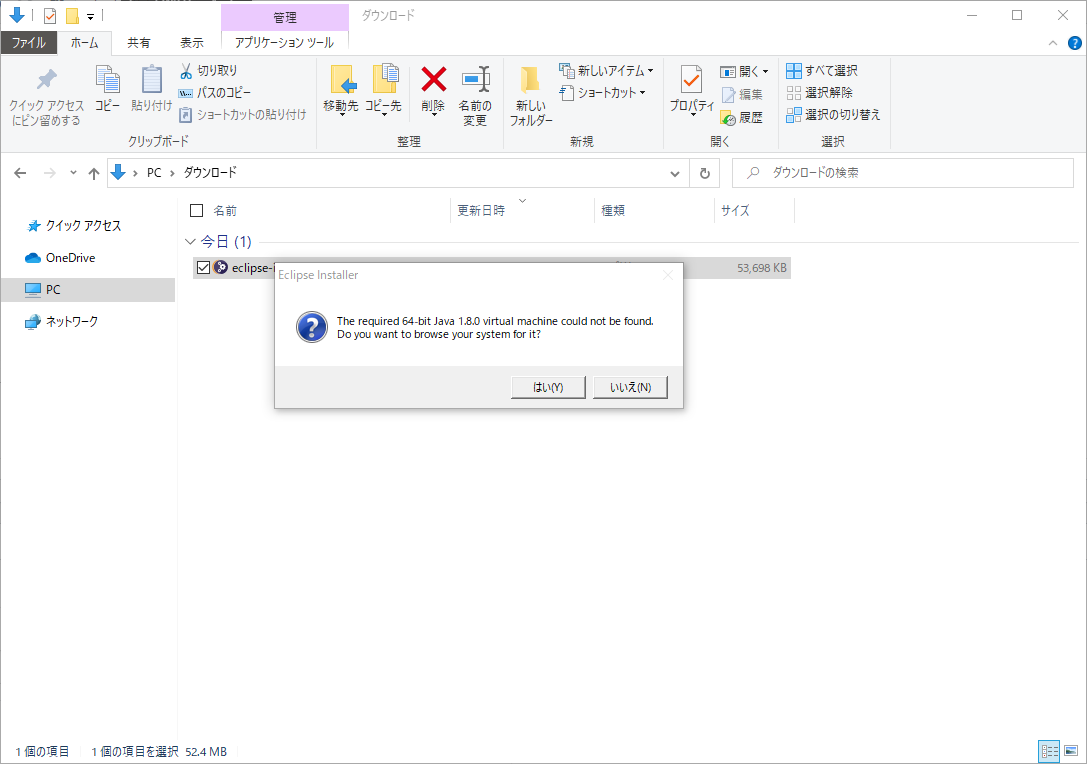 管理
ダウンロード
ファイル
ホーム
共有
表示
アプリケーション ツール
クイック アクセス
にピン留めする
コピー
貼り付け
切り取り
パスのコピー
ショートカットの貼り付け
クリップボード
移動先
コピー先
削除
名前の
変更
整理
新しい
フォルダー
新しいアイテム
ショートカット
新規
プロパティ
開く
編集
履歴
開く
すべて選択
選択解除
選択の切り替え
選択
PC
ダウンロード
ダウンロードの検索
クイック アクセス
OneDrive
PC
ネットワーク
名前
更新日時
種類
サイズ
今日 (1)
eclipse-
53,698 KB
Eclipse Installer
The required 64-bit Java 1.8.0 virtual machine could not be found.
Do you want to browse your system for it?
はい(Y)
いいえ(N)
1 個の項目
1 個の項目を選択 52.4 MB